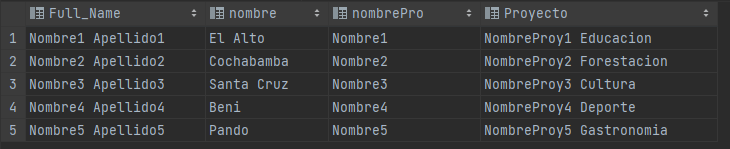 Full_Name nombre nombrePro Proyecto
1 Nombre1 Apellido1 El Alto Nombre1 NombreProy1 Educacion
2 Nombre2 Apellido2 Cochabamba Nombre2 NombreProy2 Forestacion
3 Nombre3 Apellido3 Santa Cruz Nombre3 NombreProy3 Cultura
4 Nombre4 Apellido4 Beni Nombre4 NombreProy4 Deporte
5 Nombre5 Apellido5 Pando Nombre5 NombreProy5 Gastronomia